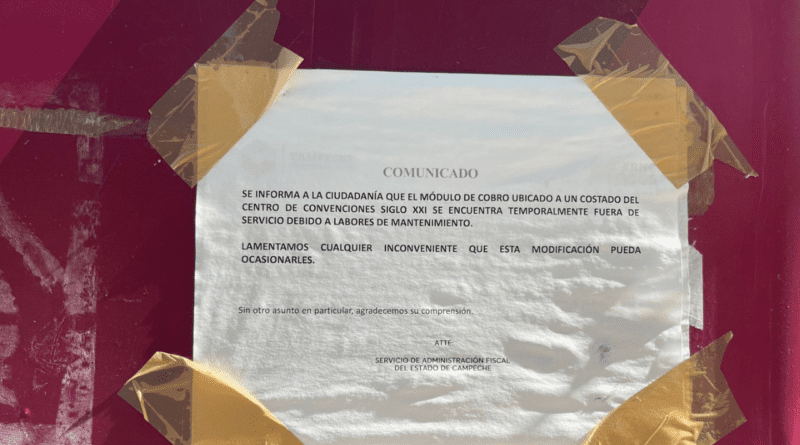 COMUNICADO
SE INFORMA A LA CIUDADANÍA QUE EL MÓDULO DE COBRO UBICADO A UN COSTADO DEL
CENTRO DE CONVENCIONES SIGLO XXI SE ENCUENTRA TEMPORALMENTE FUERA DE
SERVICIO DEBIDO A LABORES DE MANTENIMIENTO.
LAMENTAMOS CUALQUIER INCONVENIENTE QUE ESTA MODIFICACIÓN PUEDA
OCASIONARLES.
Sin otro asunto en particular, agradecemos su comprensión.
ATTE
SERVICIO DE ADMINISTRACIÓN FISCAL
DEL ESTADO DE CAMPECHE